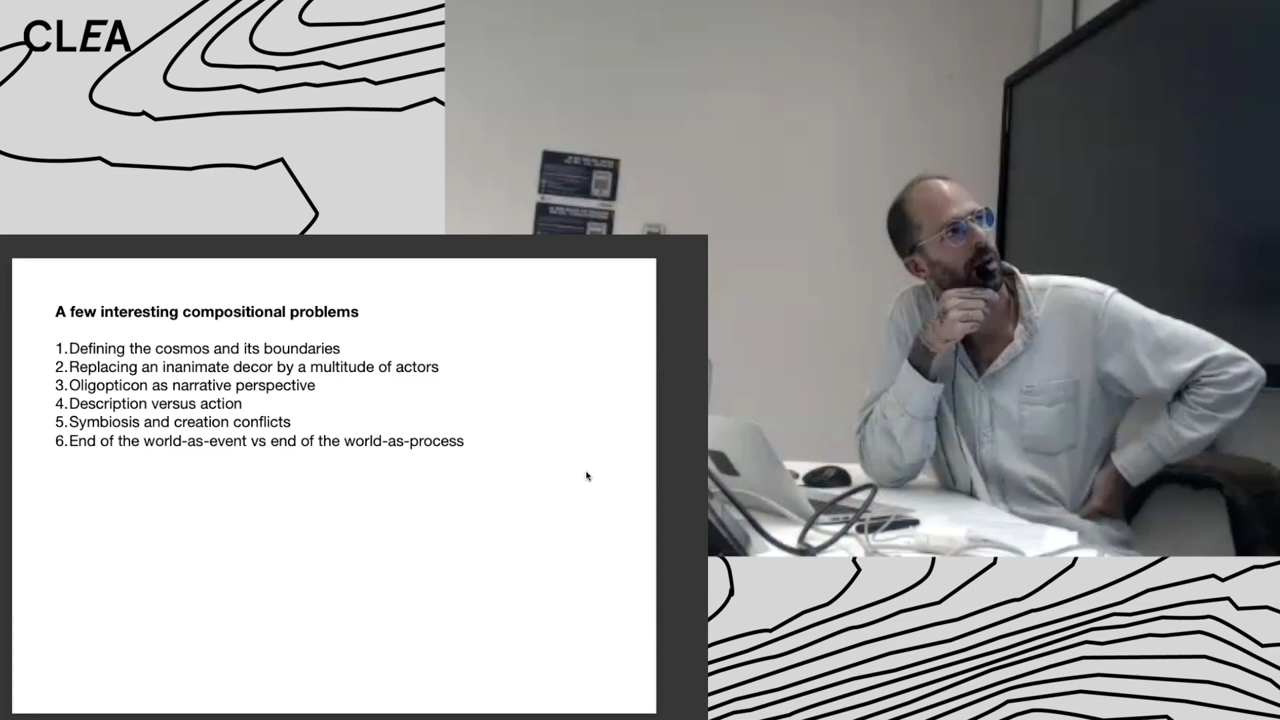 CLEA
A few interesting compositional problems
1.Defining the cosmos and its boundaries
2.Replacing an inanimate decor by a multitude of actors
3.Oligopticon as narrative perspective
4.Description versus action
5.Symbiosis and creation conflicts
6.End of the world-as-event vs end of the world-as-process